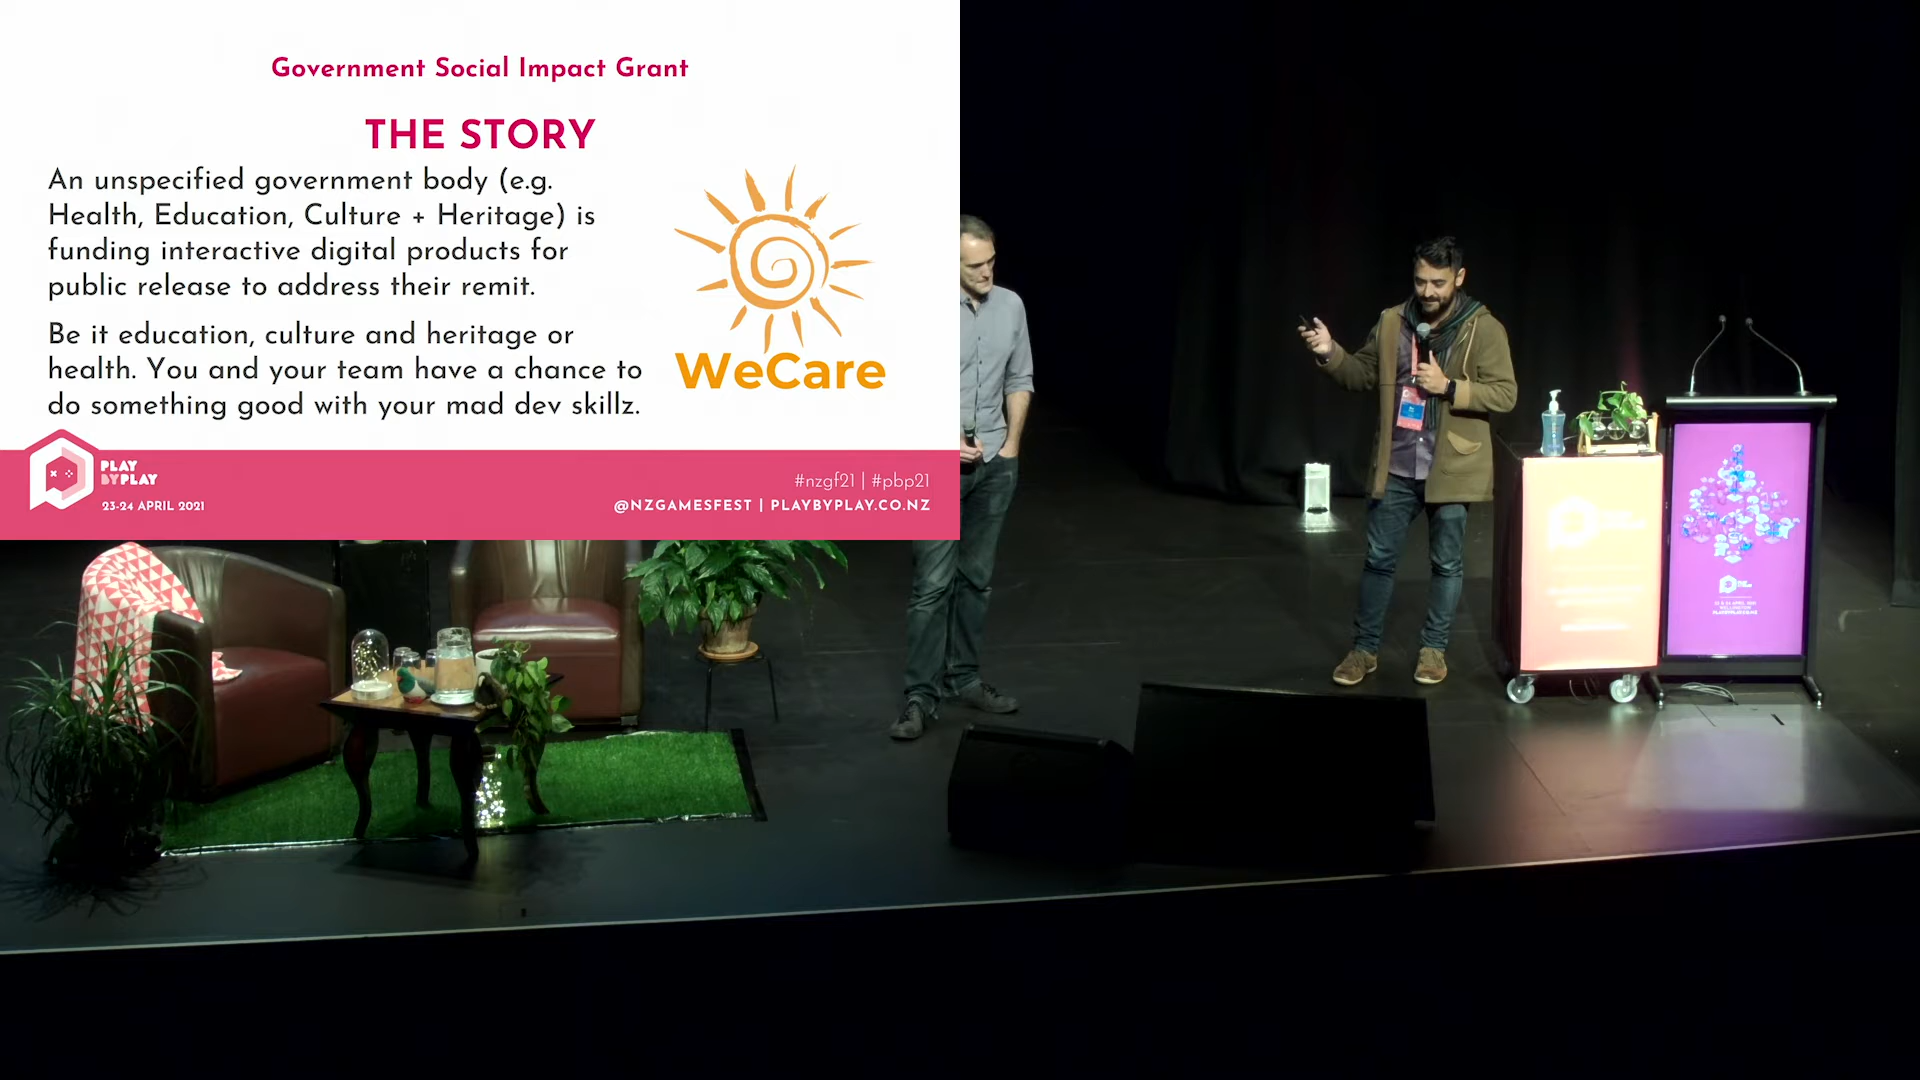 Government Social Impact Grant
THE STORY
An unspecified government body (e.g.
Health, Education, Culture + Heritage) is
funding interactive digital products for
public release to address their remit.
Be it education, culture and heritage or
health. You and your team have a chance to
do something good with your mad dev skillz.
WeCare
PLAY
BYPLAY
23-24 APRIL 2021
#nzgf21 | #pbp21
@NZGAMESFEST | PLAYBYPLAY.CO.NZ